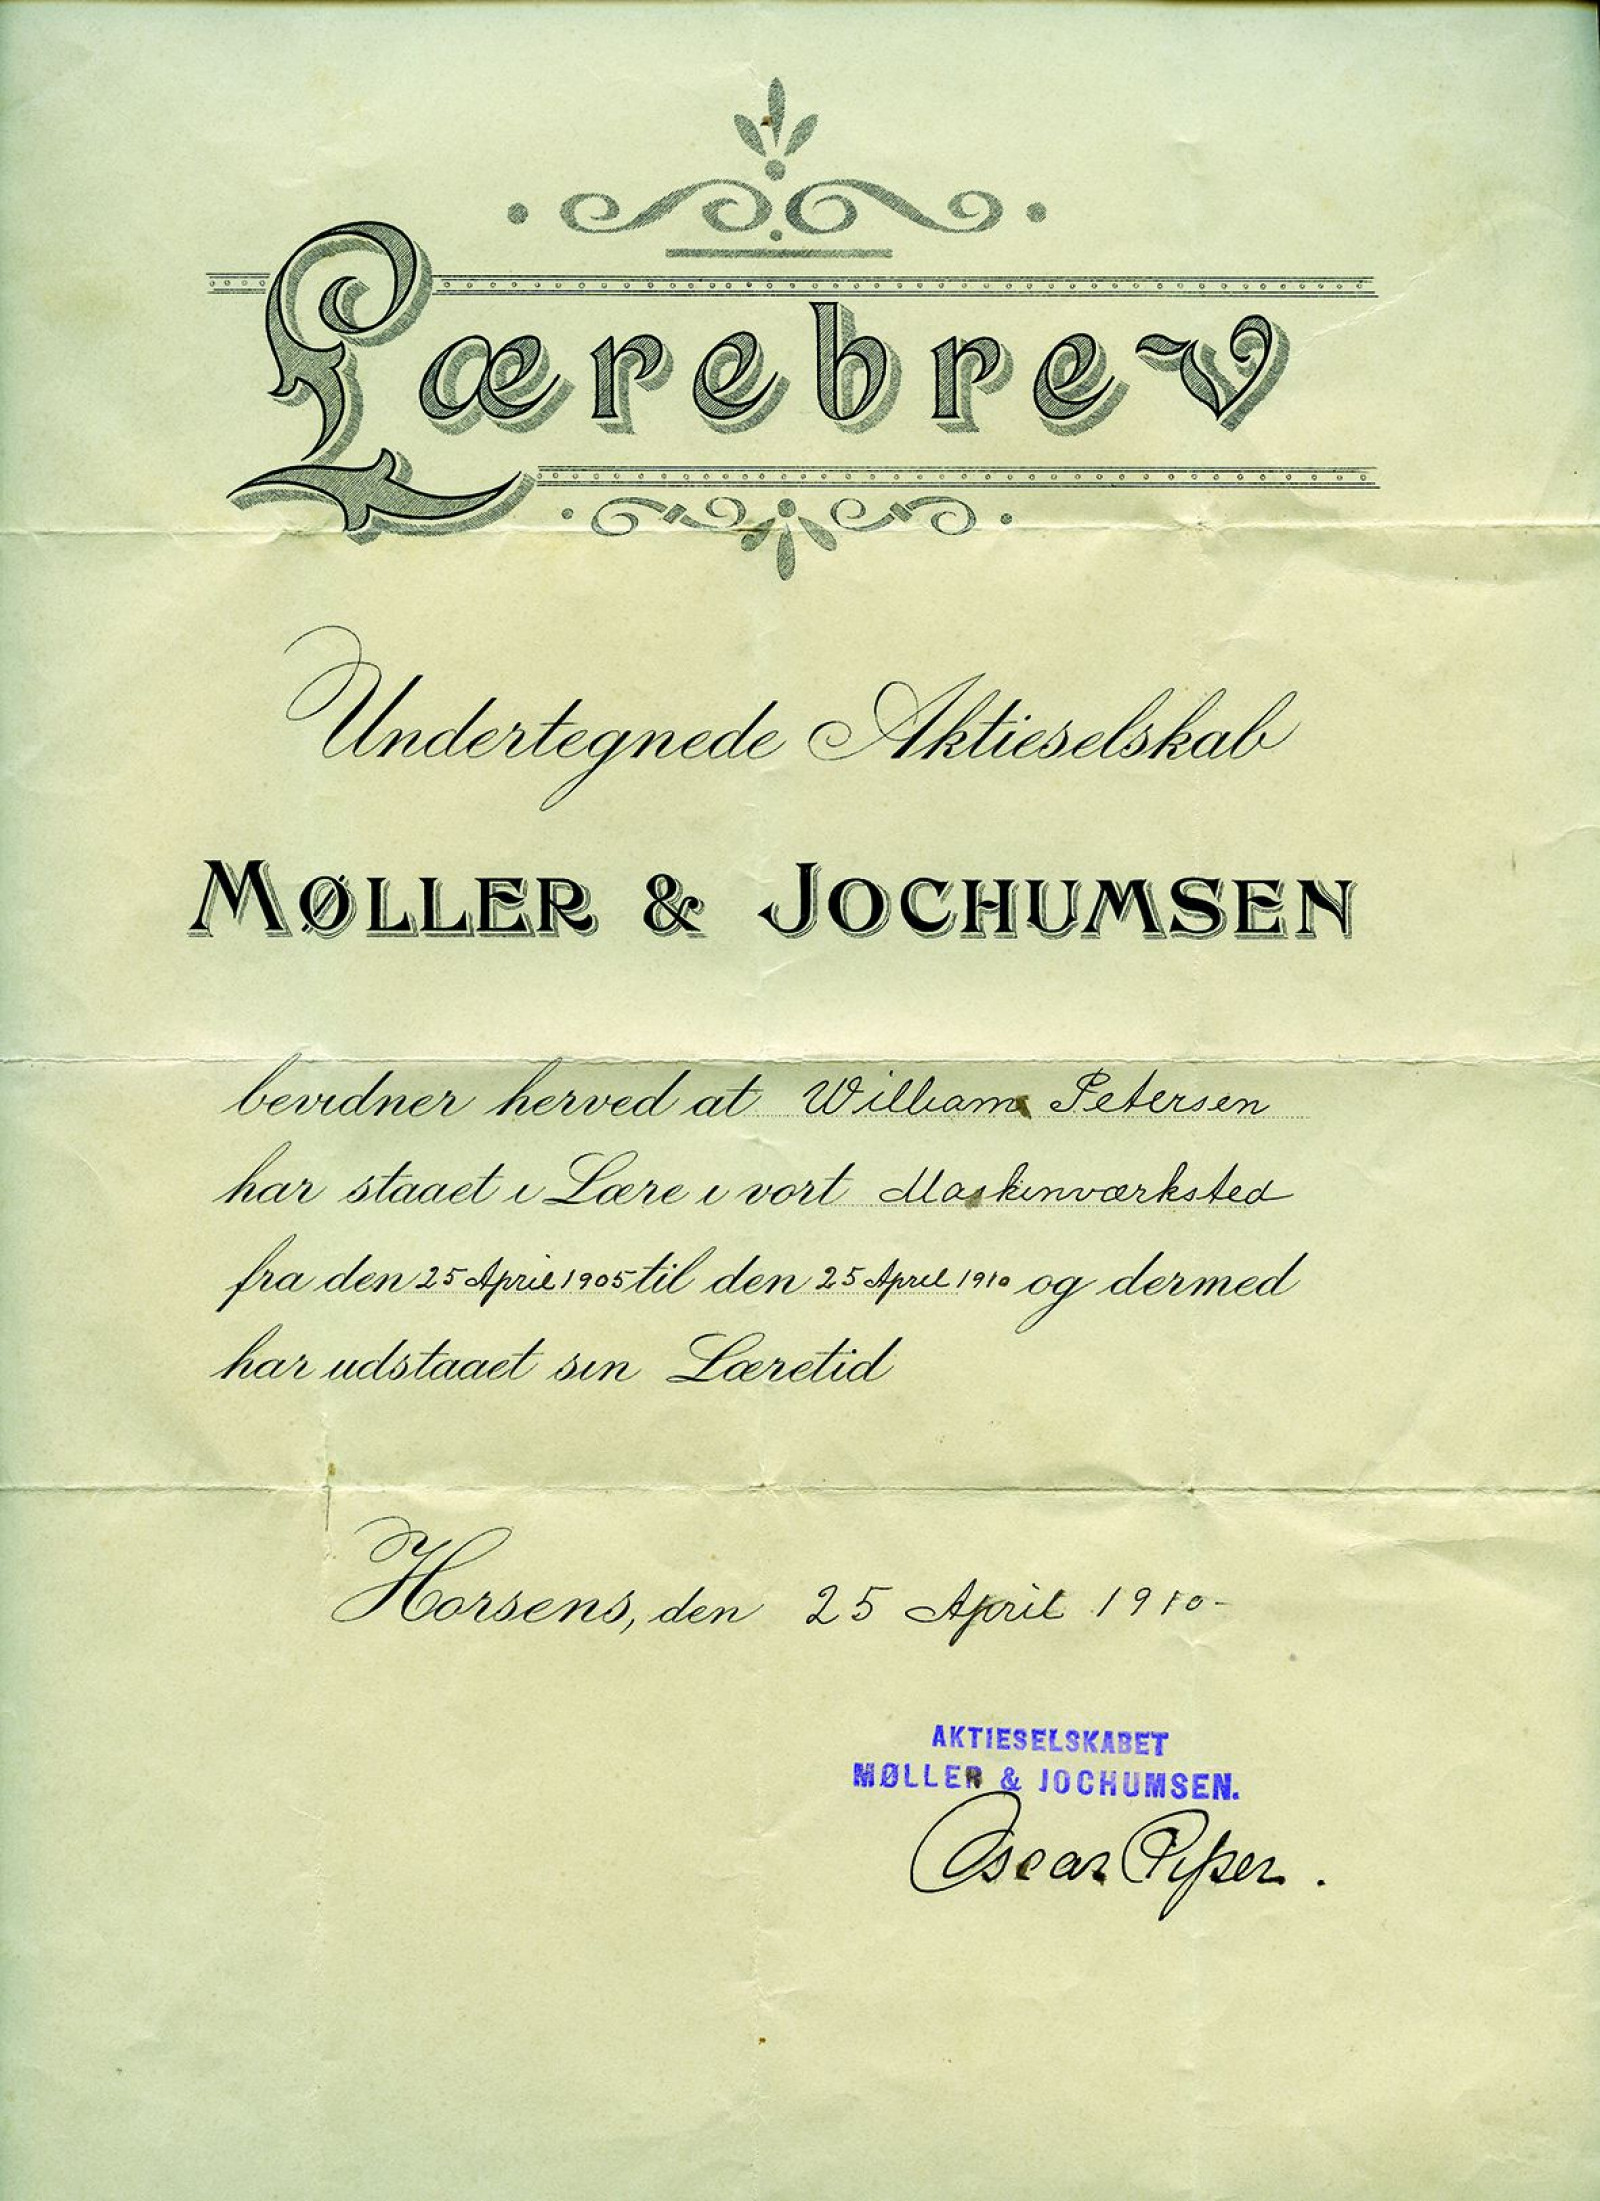 Lærebrev
Undertegnede Aktieselskab
MØLLER & JOCHUMSEN
bevidner herved at William Petersen
har staaet i Lære i vort Maskinværksted
fra den 25 April 1905 til den 25 April 1910 og dermed
har udstaaet sin Læretid
Horsens, den 25 April 1910-
AKTIESELSKABET
MØLLER & JOCHUMSEN.
Oscar Piper.